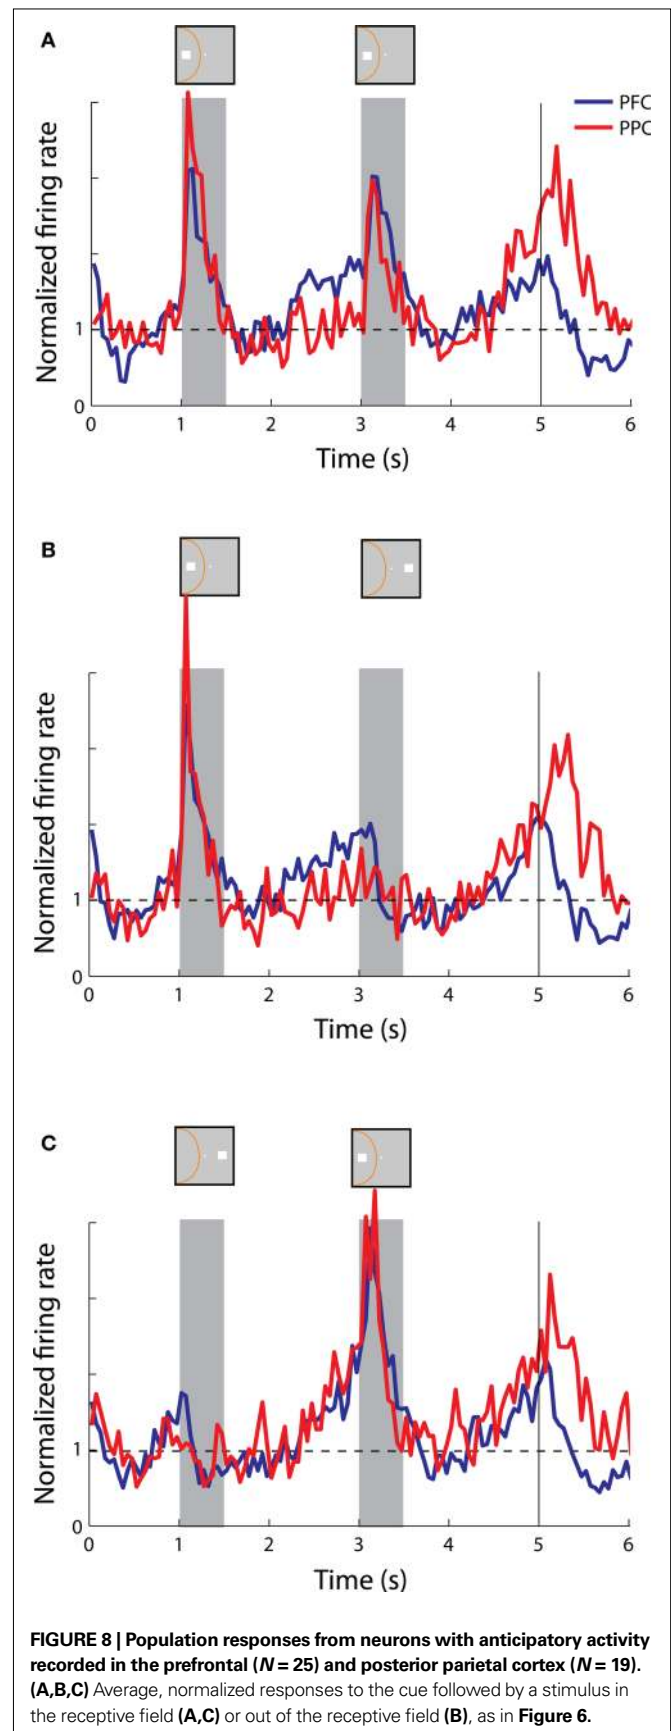 A
PFC
PPC
Normalized firing rate
1
0
0 1 2 3 4 5 6
Time (s)
B
Normalized firing rate
1
0
0 1 2 3 4 5 6
Time (s)
C
Normalized firing rate
1
0
0 1 2 3 4 5 6
Time (s)
FIGURE 8 | Population responses from neurons with anticipatory activity
recorded in the prefrontal (N = 25) and posterior parietal cortex (N = 19).
(A,B,C) Average, normalized responses to the cue followed by a stimulus in
the receptive field (A,C) or out of the receptive field (B), as in Figure 6.